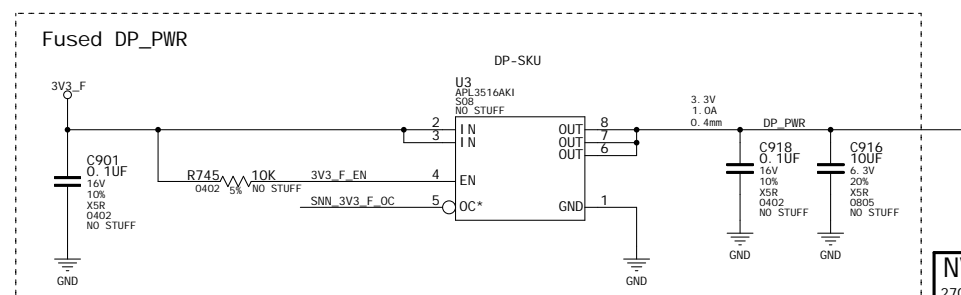 Fused DP_PWR
DP-SKU
3V3_F
U3
APL3516AKI
SO8
NO STUFF
2 IN
3 IN
OUT 8
OUT 7
OUT 6
3.3V
1.0A
0.4mm
DP_PWR
C901
0.1UF
16V
10%
X5R
0402
NO STUFF
R745 10K
0402 5% NO STUFF
3V3_F_EN
4 EN
SNN_3V3_F_OC
5 OC*
GND 1
C918
0.1UF
16V
10%
X5R
0402
NO STUFF
C916
10UF
6.3V
20%
X5R
0805
NO STUFF
GND
GND
GND
GND